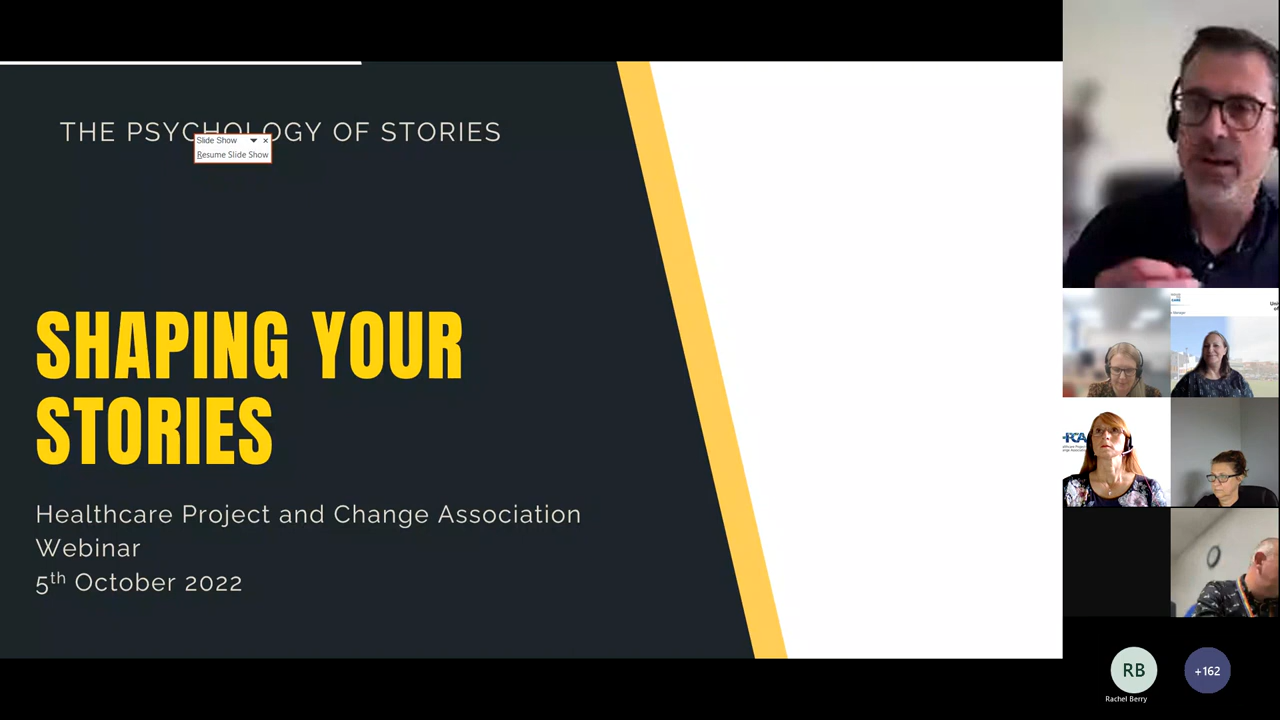 THE PSYCHOLOGY OF STORIES
Slide Show
Resume Slide Show
SHAPING YOUR
STORIES
Healthcare Project and Change Association
Webinar
5th October 2022
RB
Rachel Berry
+162